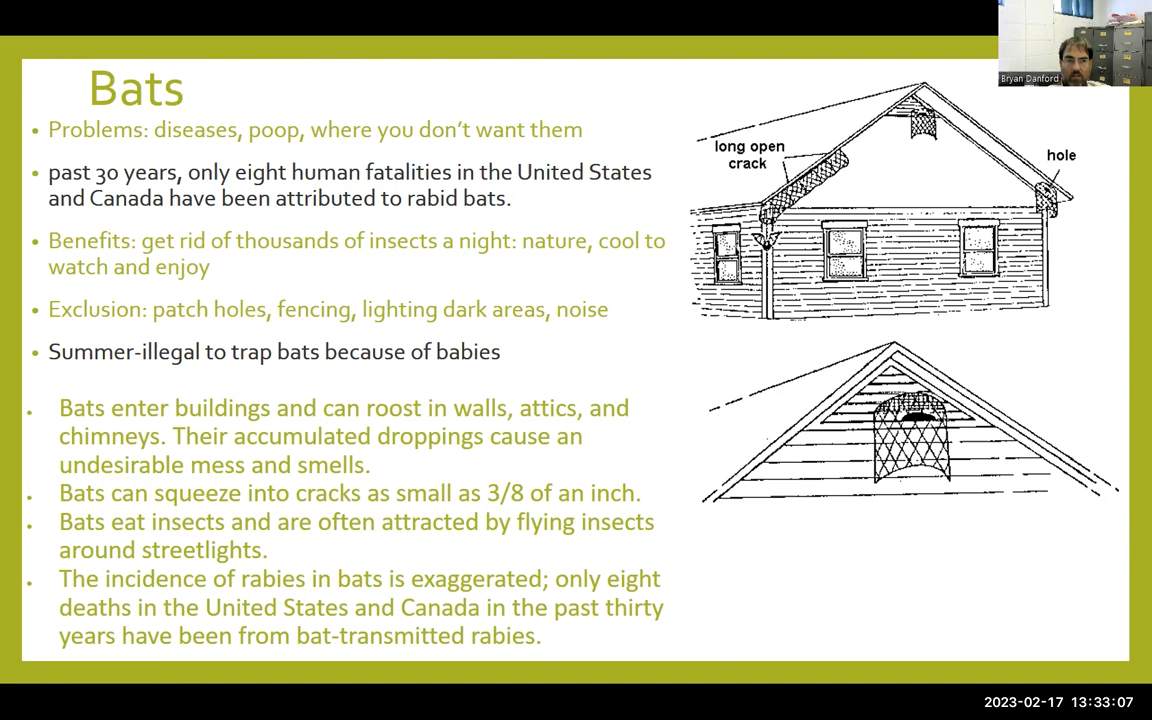 Bats
• Problems: diseases, poop, where you don't want them
• past 30 years, only eight human fatalities in the United States
and Canada have been attributed to rabid bats.
• Benefits: get rid of thousands of insects a night: nature, cool to
watch and enjoy
• Exclusion: patch holes, fencing, lighting dark areas, noise
• Summer-illegal to trap bats because of babies
• Bats enter buildings and can roost in walls, attics, and
chimneys. Their accumulated droppings cause an
undesirable mess and smells.
• Bats can squeeze into cracks as small as 3/8 of an inch.
• Bats eat insects and are often attracted by flying insects
around streetlights.
• The incidence of rabies in bats is exaggerated; only eight
deaths in the United States and Canada in the past thirty
years have been from bat-transmitted rabies.
long open
crack
hole
Bryan Danford
2023-02-17 13:33:07